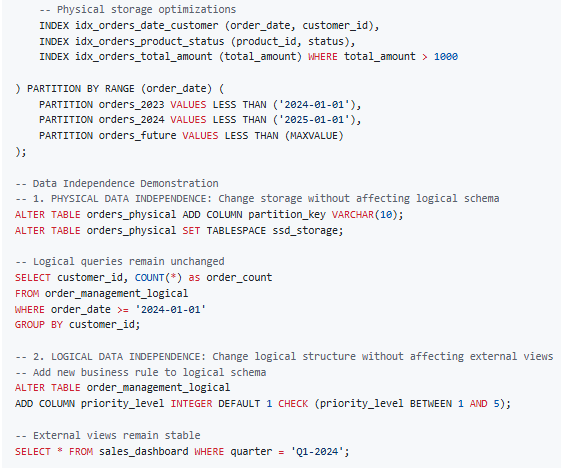 -- Physical storage optimizations
INDEX idx_orders_date_customer (order_date, customer_id),
INDEX idx_orders_product_status (product_id, status),
INDEX idx_orders_total_amount (total_amount) WHERE total_amount > 1000
) PARTITION BY RANGE (order_date) (
PARTITION orders_2023 VALUES LESS THAN ('2024-01-01'),
PARTITION orders_2024 VALUES LESS THAN ('2025-01-01'),
PARTITION orders_future VALUES LESS THAN (MAXVALUE)
);
-- Data Independence Demonstration
-- 1. PHYSICAL DATA INDEPENDENCE: Change storage without affecting logical schema
ALTER TABLE orders_physical ADD COLUMN partition_key VARCHAR(10);
ALTER TABLE orders_physical SET TABLESPACE ssd_storage;
-- Logical queries remain unchanged
SELECT customer_id, COUNT(*) as order_count
FROM order_management_logical
WHERE order_date >= '2024-01-01'
GROUP BY customer_id;
-- 2. LOGICAL DATA INDEPENDENCE: Change logical structure without affecting external views
-- Add new business rule to logical schema
ALTER TABLE order_management_logical
ADD COLUMN priority_level INTEGER DEFAULT 1 CHECK (priority_level BETWEEN 1 AND 5);
-- External views remain stable
SELECT * FROM sales_dashboard WHERE quarter = 'Q1-2024';